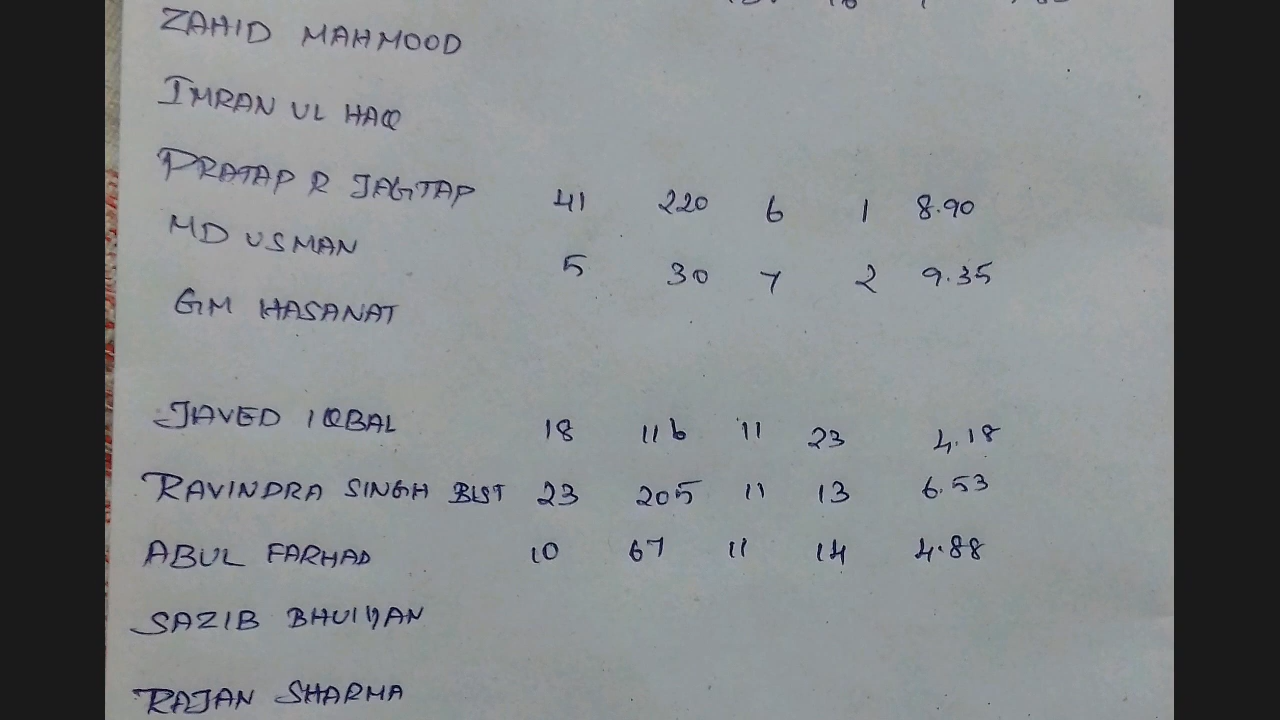 ZAHID MAHMOOD
IMRAN UL HAQ
PRATAP R JAGTAP 41 220 6 1 8.90
MD USMAN 5 30 7 2 9.35
GM HASANAT
JAVED IQBAL 18 116 11 23 4.18
RAVINDRA SINGH BIST 23 205 11 13 6.53
ABUL FARHAD 10 67 11 14 4.88
SAZIB BHUIYAN
RAJAN SHARMA